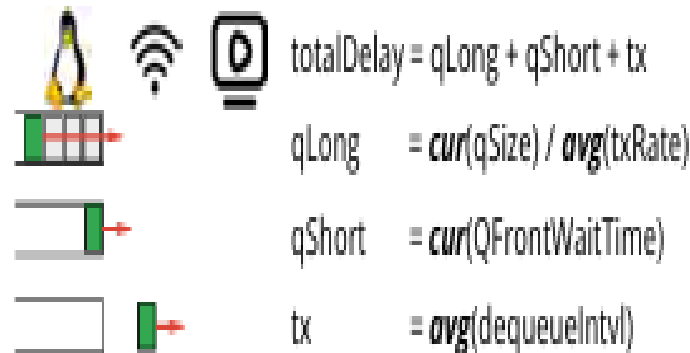 totalDelay = qLong + qShort + tx
qLong = cur(qSize) / avg(txRate)
qShort = cur(QFrontWaitTime)
tx = avg(dequeueIntvl)